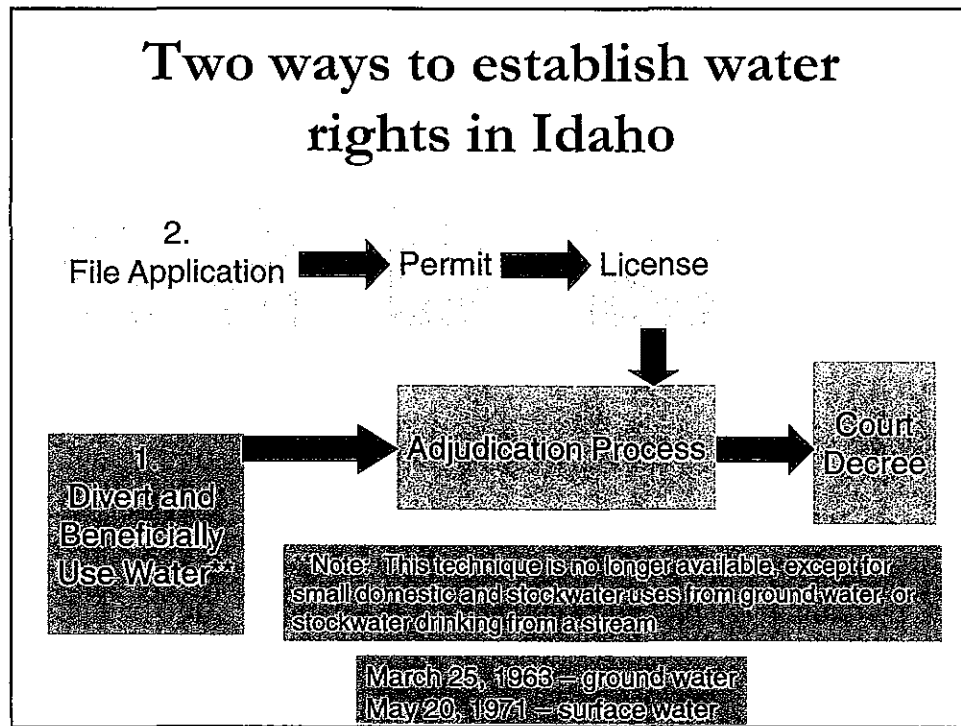 Two ways to establish water
rights in Idaho
2.
File Application
Permit
License
1.
Divert and
Beneficially
Use Water**
Adjudication Process
Court
Decree
**Note: This technique is no longer available, except for
small domestic and stockwater uses from ground water, or
stockwater drinking from a stream
March 25, 1963 – ground water
May 20, 1971 – surface water